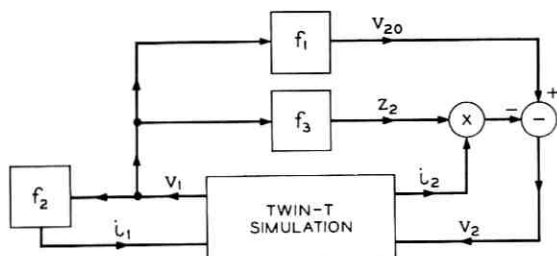 f₁
v₂₀
+
f₃
z₂
x
−
−
f₂
v₁
i₂
TWIN-T
SIMULATION
i₁
v₂